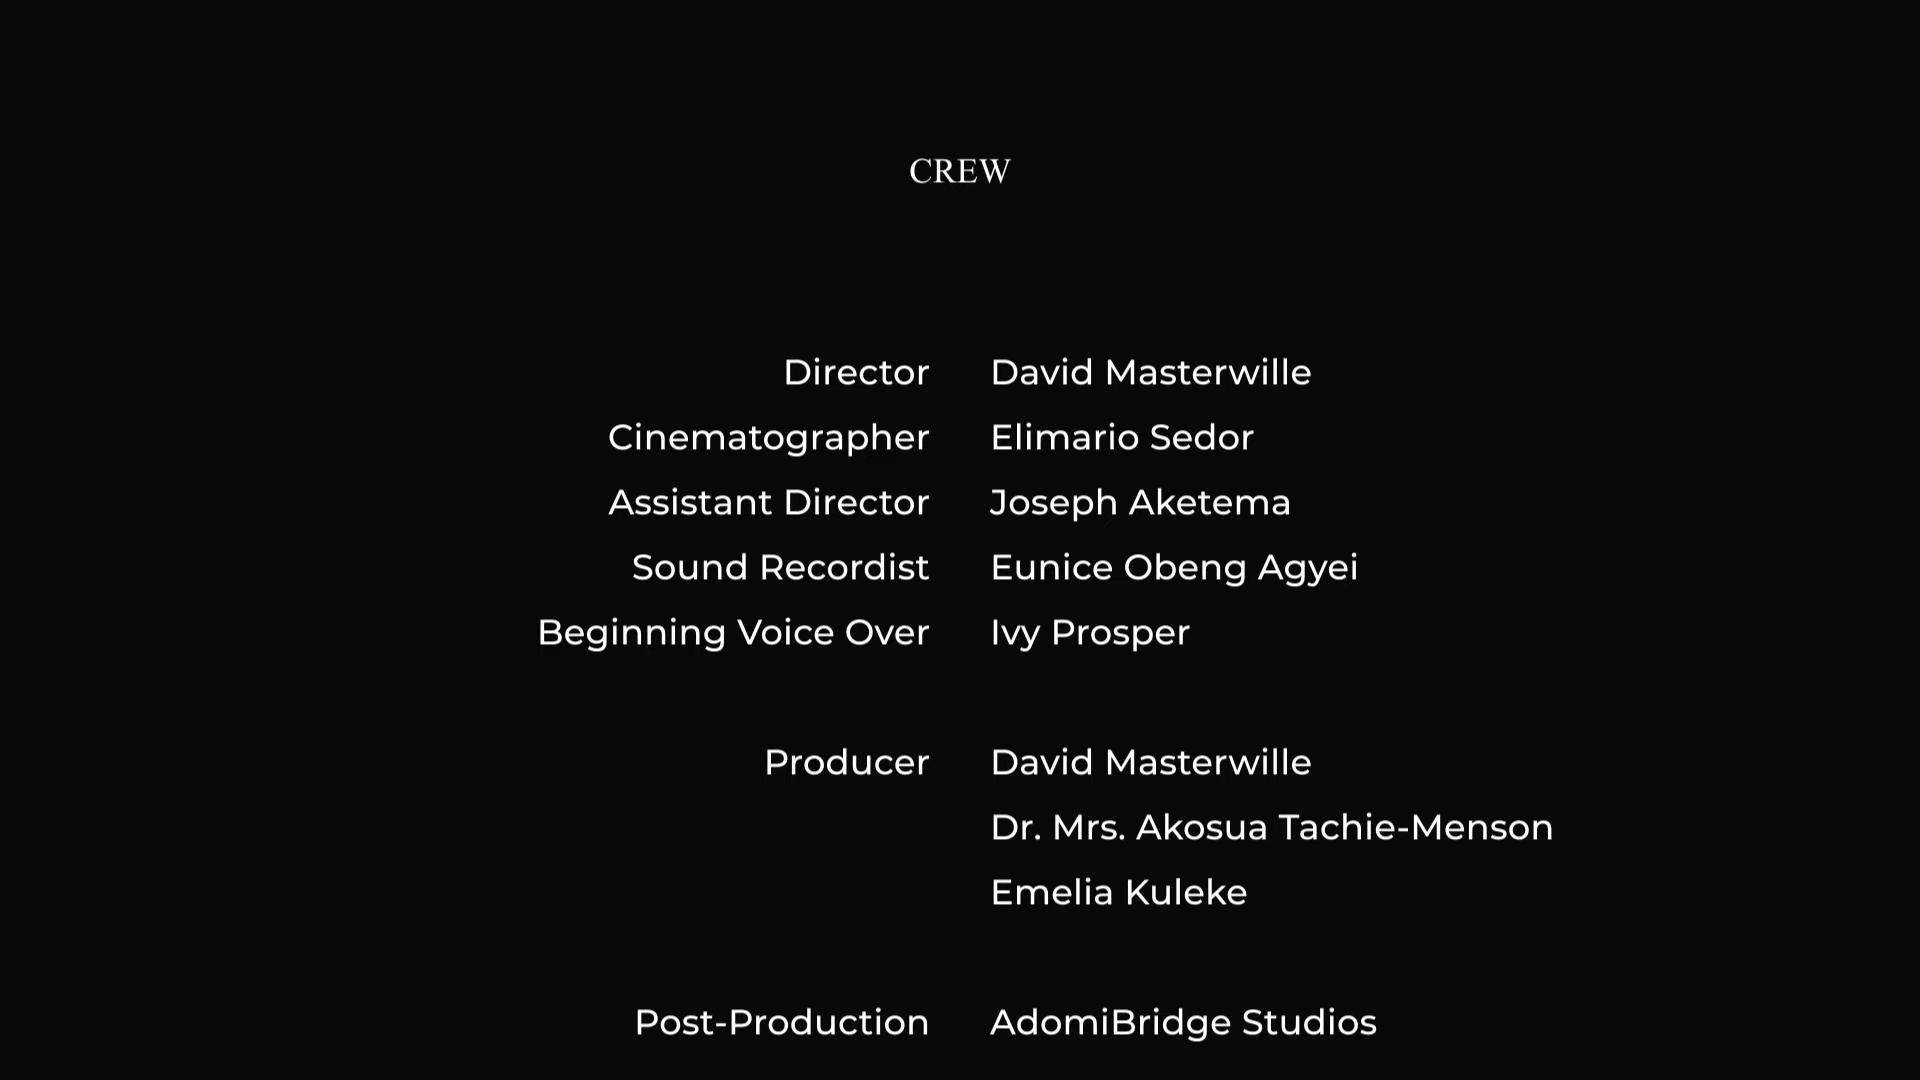 CREW
Director David Masterwille
Cinematographer Elimario Sedor
Assistant Director Joseph Aketema
Sound Recordist Eunice Obeng Agyei
Beginning Voice Over Ivy Prosper
Producer David Masterwille
Dr. Mrs. Akosua Tachie-Menson
Emelia Kuleke
Post-Production AdomiBridge Studios